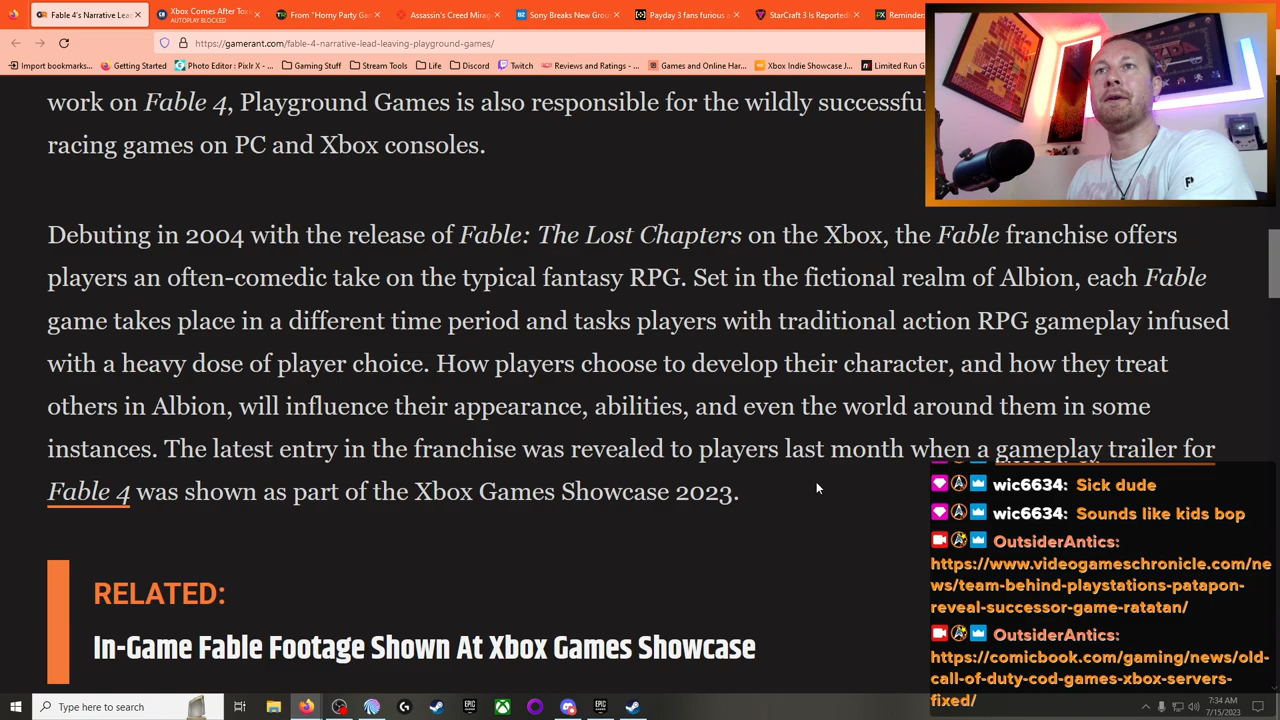 Fable 4's Narrative Lea
Xbox Comes After Tox
AUTOPLAY BLOCKED
From "Horny Party Gam
Assassin's Creed Mirag
Sony Breaks New Grou
Payday 3 fans furious a
StarCraft 3 Is Reportedl
Reminder:
https://gamerant.com/fable-4-narrative-lead-leaving-playground-games/
Import bookmarks...
Getting Started
Photo Editor : Pixlr X - ...
Gaming Stuff
Stream Tools
Life
Discord
Twitch
Reviews and Ratings - ...
Games and Online Har...
Xbox Indie Showcase J...
Limited Run G
work on Fable 4, Playground Games is also responsible for the wildly successful
racing games on PC and Xbox consoles.
Debuting in 2004 with the release of Fable: The Lost Chapters on the Xbox, the Fable franchise offers
players an often-comedic take on the typical fantasy RPG. Set in the fictional realm of Albion, each Fable
game takes place in a different time period and tasks players with traditional action RPG gameplay infused
with a heavy dose of player choice. How players choose to develop their character, and how they treat
others in Albion, will influence their appearance, abilities, and even the world around them in some
instances. The latest entry in the franchise was revealed to players last month when a gameplay trailer for
Fable 4 was shown as part of the Xbox Games Showcase 2023.
RELATED:
In-Game Fable Footage Shown At Xbox Games Showcase
wic6634: Sick dude
wic6634: Sounds like kids bop
OutsiderAntics:
https://www.videogameschronicle.com/ne
ws/team-behind-playstations-patapon-
reveal-successor-game-ratatan/
OutsiderAntics:
https://comicbook.com/gaming/news/old-
call-of-duty-cod-games-xbox-servers-
fixed/
Type here to search
7:34 AM
7/15/2023